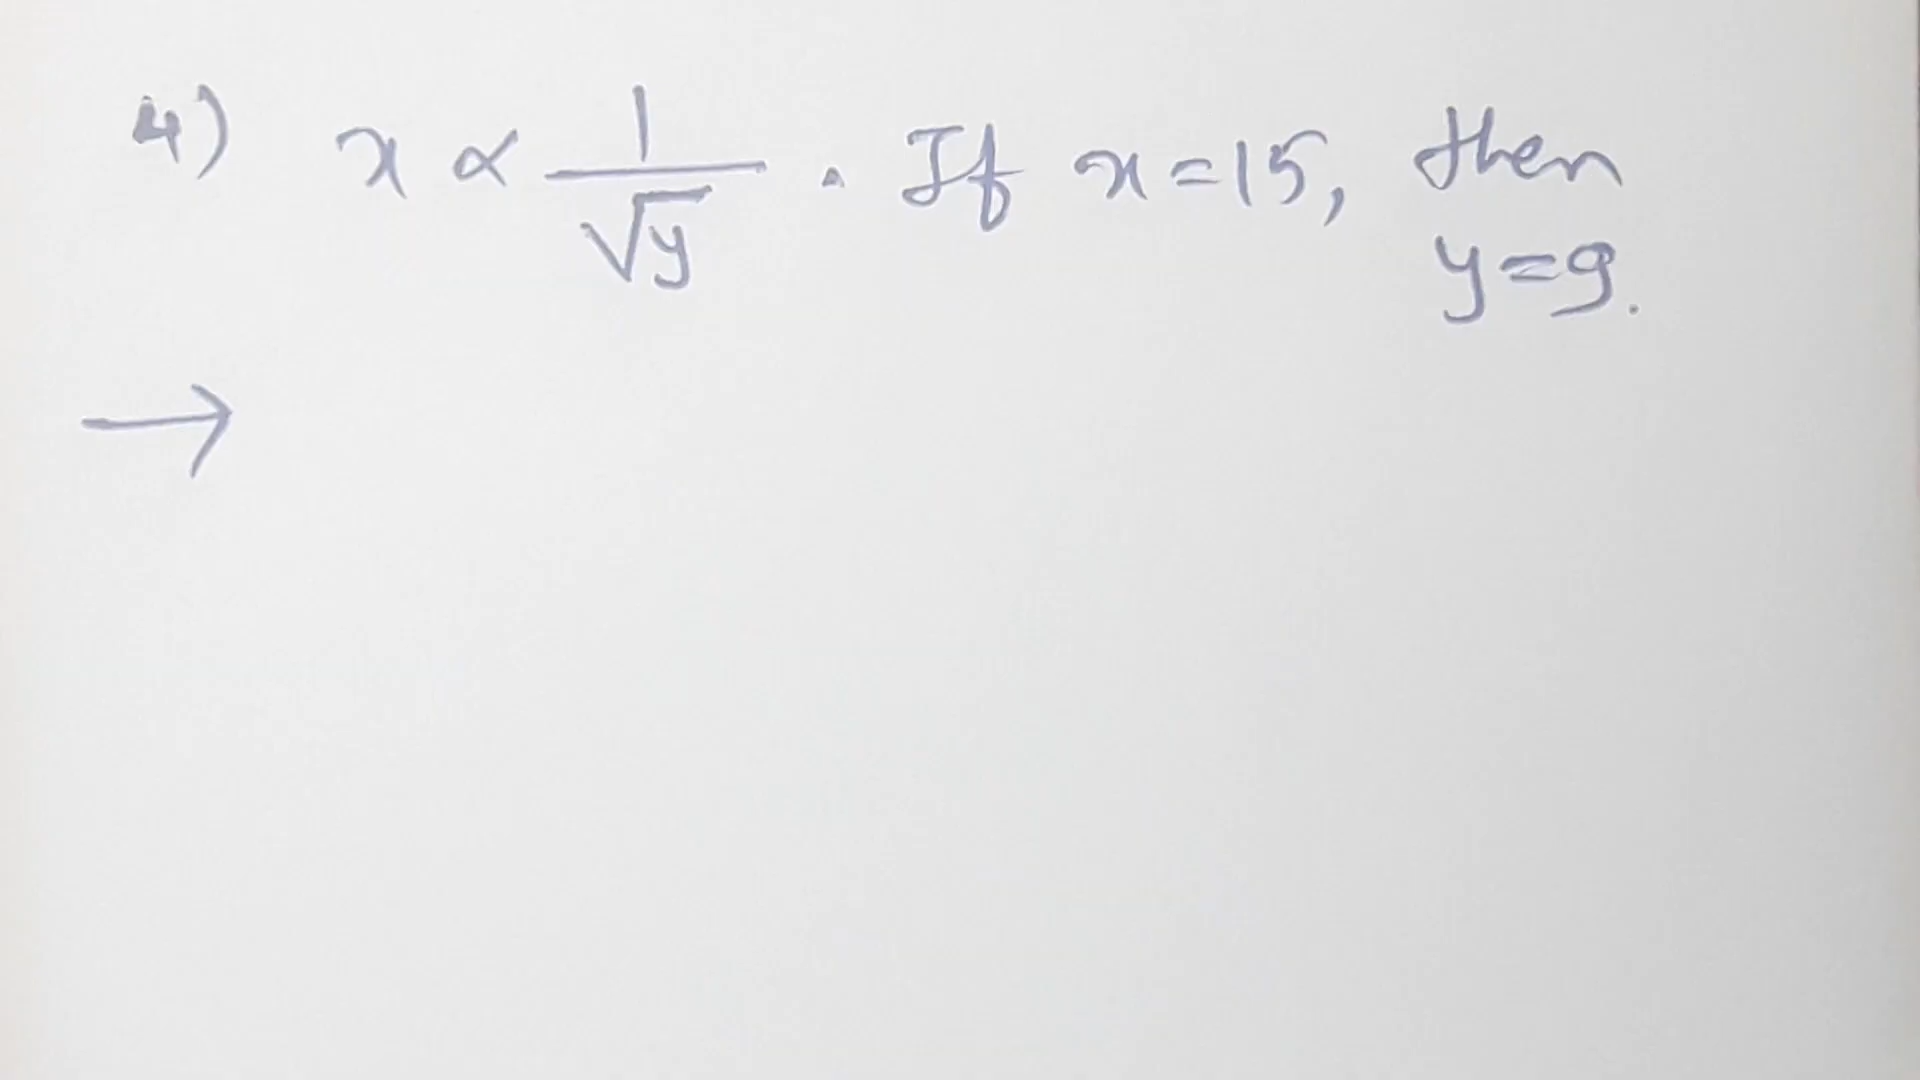 4) x ∝ 1/√y . If x=15, then
y=9.
→